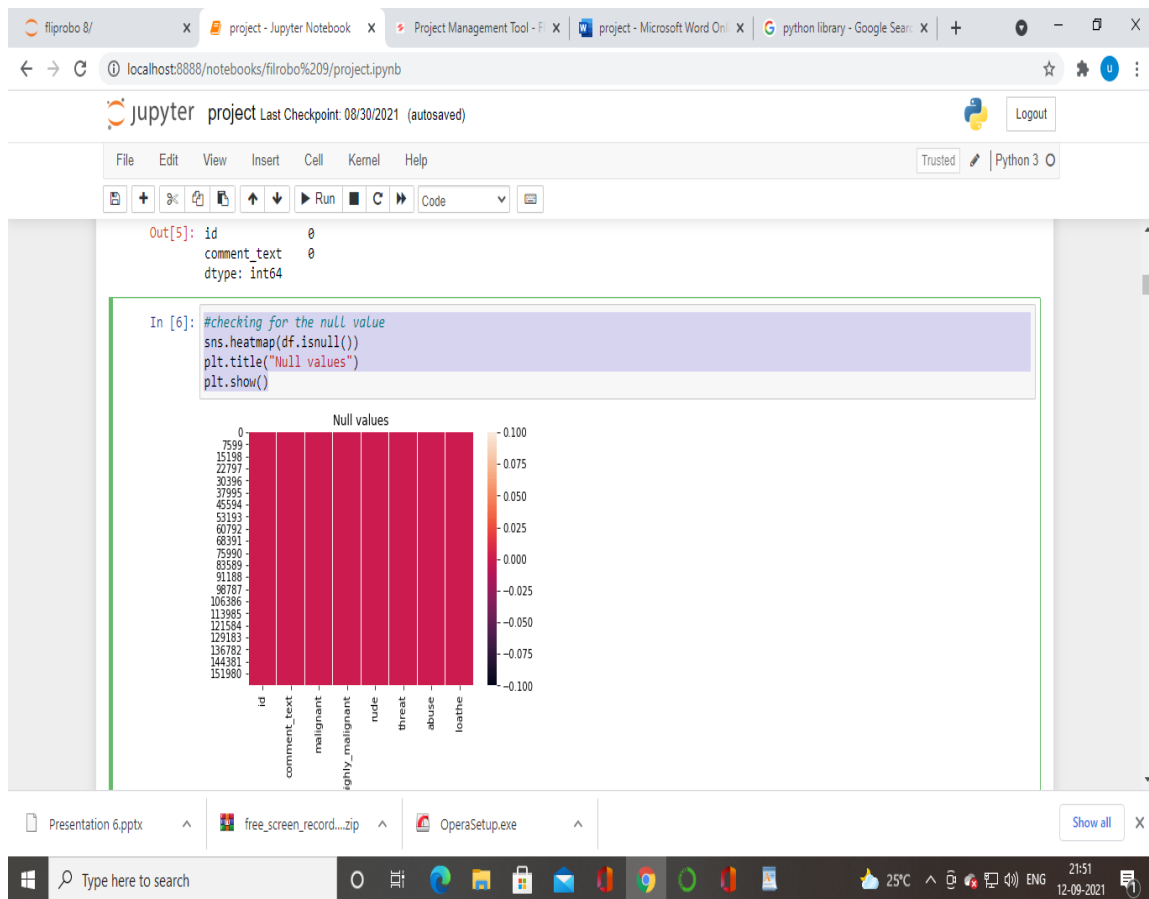 fliprobo 8/
project - Jupyter Notebook
Project Management Tool - F
project - Microsoft Word Onl
python library - Google Searc
localhost:8888/notebooks/filrobo%209/project.ipynb
u
jupyter project Last Checkpoint: 08/30/2021 (autosaved)
Logout
File Edit View Insert Cell Kernel Help
Trusted Python 3
Run Code
Out[5]: id 0
comment_text 0
dtype: int64
In [6]: #checking for the null value
sns.heatmap(df.isnull())
plt.title("Null values")
plt.show()
Null values
0
7599
15198
22797
30396
37995
45594
53193
60792
68391
75990
83589
91188
98787
106386
113985
121584
129183
136782
144381
151980
0.100
0.075
0.050
0.025
0.000
−0.025
−0.050
−0.075
−0.100
id
comment_text
malignant
ighly_malignant
rude
threat
abuse
loathe
Presentation 6.pptx
free_screen_record....zip
OperaSetup.exe
Show all
Type here to search
25°C
ENG
21:51
12-09-2021
1